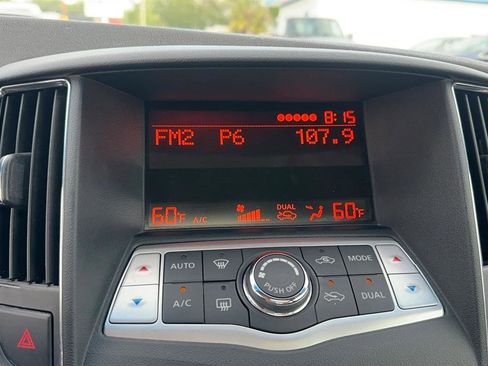 8:15
FM2 P6 107.9
60°F A/C DUAL 60°F
AUTO MODE
PUSH OFF
A/C DUAL